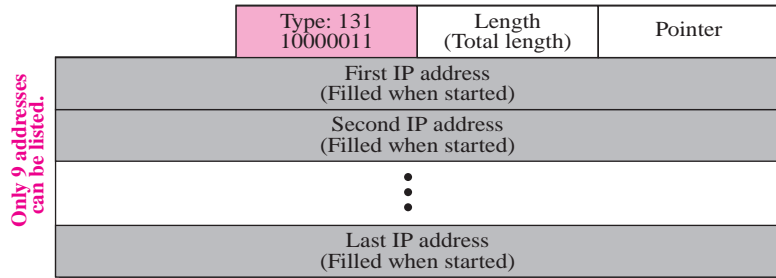 Type: 131
10000011
Length
(Total length)
Pointer
Only 9 addresses
can be listed.
First IP address
(Filled when started)
Second IP address
(Filled when started)
Last IP address
(Filled when started)